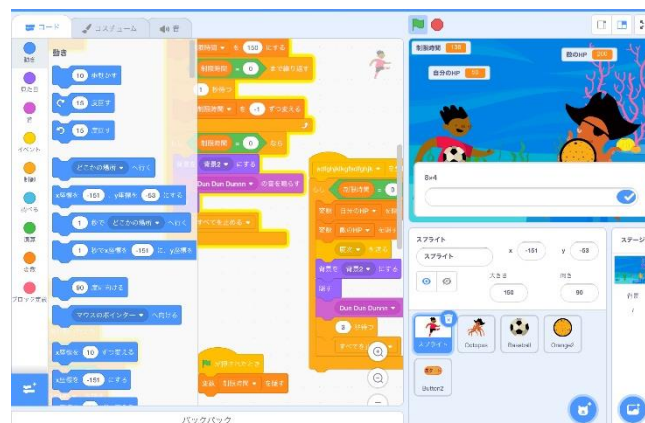 コード コスチューム 音
動き
動き
見た目
音
イベント
制御
調べる
演算
変数
ブロック定義
10 歩動かす
15 度回す
15 度回す
どこかの場所 へ行く
x座標を -151 、y座標を -53 にする
1 秒で どこかの場所 へ行く
1 秒でx座標を -151 に、y座標を
90 度に向ける
マウスのポインター へ向ける
x座標を 10 ずつ変える
x座標を -151 にする
を 150 にする
制限時間 = 0 まで繰り返す
1 秒待つ
制限時間 を -1 ずつ変える
制限時間 = 0 なら
背景2 にする
Dun Dun Dunnn の音を鳴らす
すべてを止める
が押されたとき
変数 制限時間 を隠す
もし 制限時間 =
変数 自分のHP
変数 敵のHP
背景を 背景2 にする
隠す
Dun Dun Dunnn
3 秒待つ
すべてを
バックパック
制限時間
敵のHP 200
自分のHP
8×4
スプライト
スプライト
x -151 y -53
大きさ 向き
150 90
スプライト Octopus Baseball Orange2
Button2
ステージ
背景